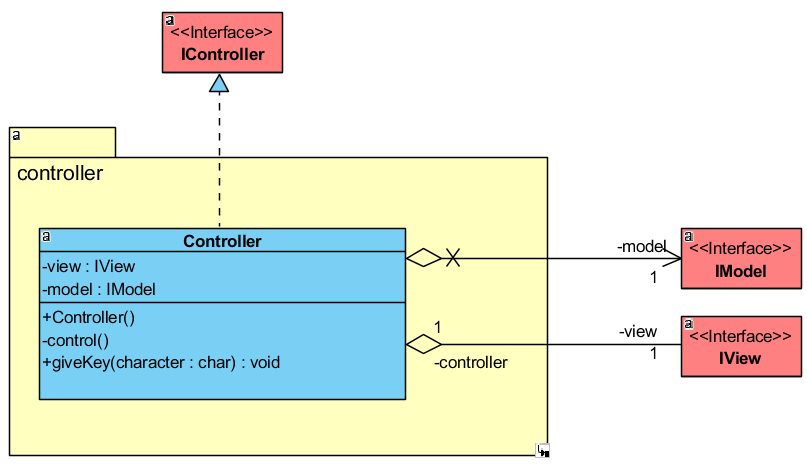 a
<<Interface>>
IController
a
controller
a
Controller
-view : IView
-model : IModel
+Controller()
-control()
+giveKey(character : char) : void
-model
1
a
<<Interface>>
IModel
1
-controller
-view
1
a
<<Interface>>
IView